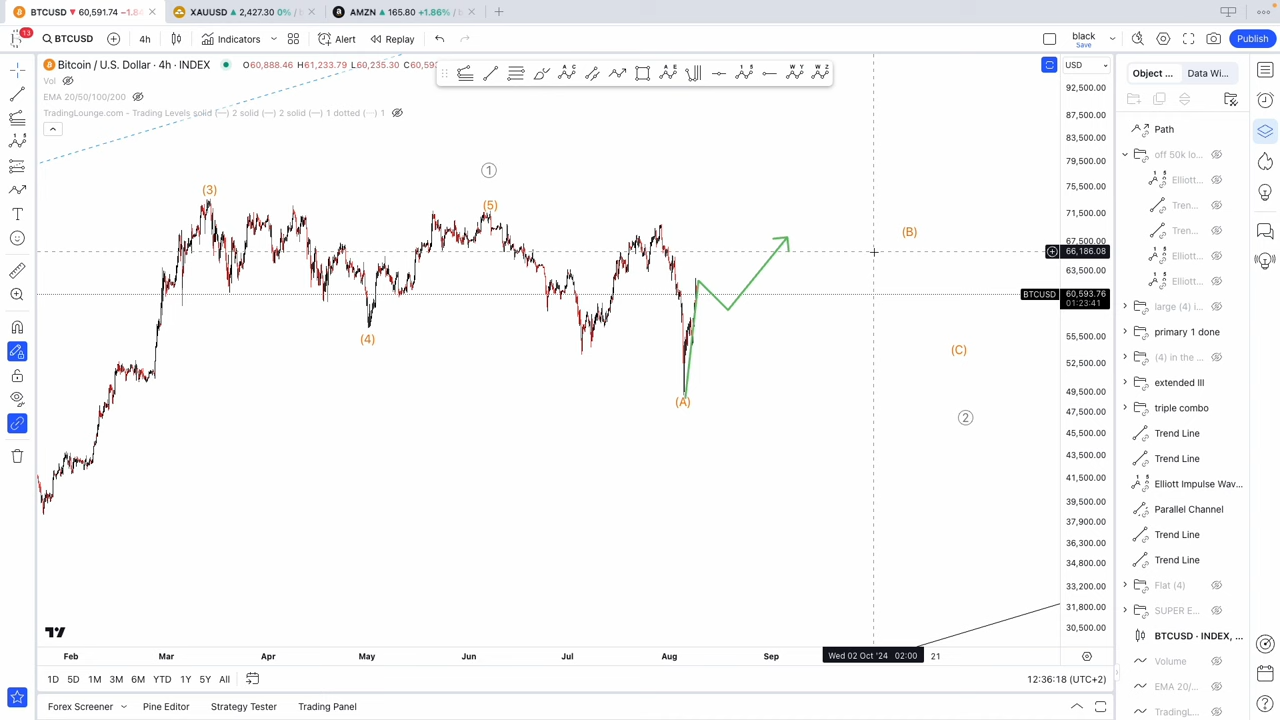 BTCUSD ▼ 60,591.74 −1.8
XAUUSD ▲ 2,427.30 0% / b
AMZN ▲ 165.80 +1.86% / b
13
BTCUSD
4h
Indicators
Alert
Replay
black
Save
Publish
Bitcoin / U.S. Dollar · 4h · INDEX
O60,888.46 H61,233.79 L60,235.30 C60,592
Vol
EMA 20/50/100/200
TradingLounge.com - Trading Levels solid (—) 2 solid (—) 2 solid (—) 1 dotted (—) 1
USD
Object ...
Data Wi...
92,500.00
87,500.00
83,500.00
79,500.00
75,500.00
71,500.00
67,500.00
66,186.08
63,500.00
BTCUSD
60,593.76
01:23:41
55,500.00
52,500.00
49,500.00
47,500.00
45,500.00
43,500.00
41,500.00
39,500.00
37,900.00
36,300.00
34,800.00
33,200.00
31,800.00
30,500.00
(3)
1
(5)
(4)
(A)
(B)
(C)
2
Path
off 50k lo...
Elliott...
Tren...
Tren...
Elliott...
Elliott...
large (4) i...
primary 1 done
(4) in the ...
extended III
triple combo
Trend Line
Trend Line
Elliott Impulse Wav...
Parallel Channel
Trend Line
Trend Line
Flat (4)
SUPER E...
BTCUSD · INDEX, ...
Volume
EMA 20/...
TradingL...
Feb
Mar
Apr
May
Jun
Jul
Aug
Sep
Wed 02 Oct '24 02:00
21
1D
5D
1M
3M
6M
YTD
1Y
5Y
All
12:36:18 (UTC+2)
Forex Screener
Pine Editor
Strategy Tester
Trading Panel